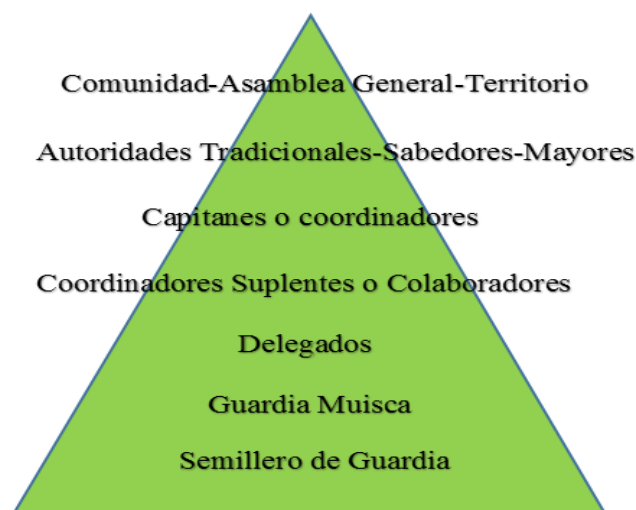 Comunidad-Asamblea General-Territorio
Autoridades Tradicionales-Sabedores-Mayores
Capitanes o coordinadores
Coordinadores Suplentes o Colaboradores
Delegados
Guardia Muisca
Semillero de Guardia